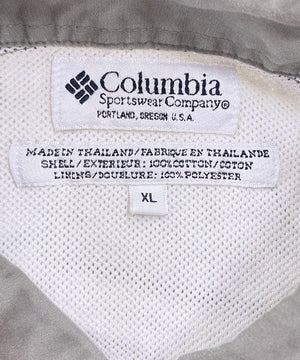 Columbia
Sportswear Company®
PORTLAND, OREGON U.S.A.
MADE IN THAILAND/FABRIQUE EN THAILANDE
SHELL/EXTERIEUR: 100% COTTON/COTON
LINING/DOUBLURE: 100% POLYESTER
XL